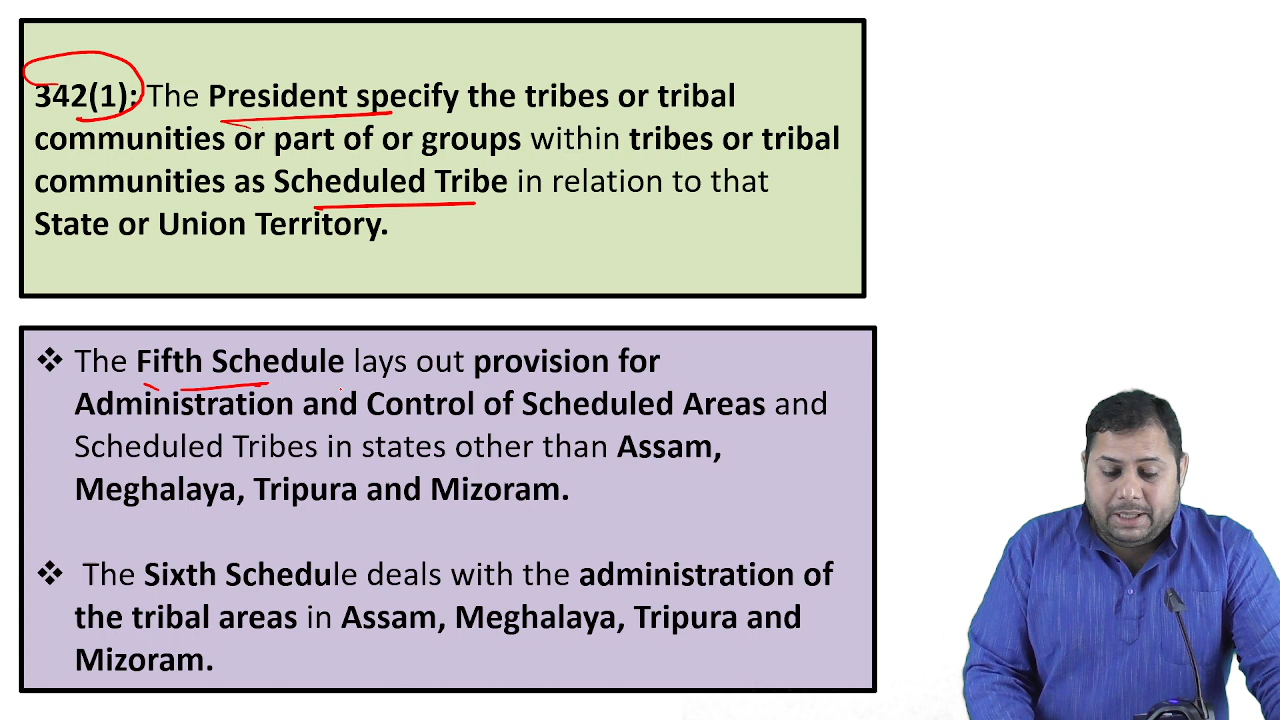 342(1): The President specify the tribes or tribal
communities or part of or groups within tribes or tribal
communities as Scheduled Tribe in relation to that
State or Union Territory.
❖ The Fifth Schedule lays out provision for
Administration and Control of Scheduled Areas and
Scheduled Tribes in states other than Assam,
Meghalaya, Tripura and Mizoram.
❖ The Sixth Schedule deals with the administration of
the tribal areas in Assam, Meghalaya, Tripura and
Mizoram.